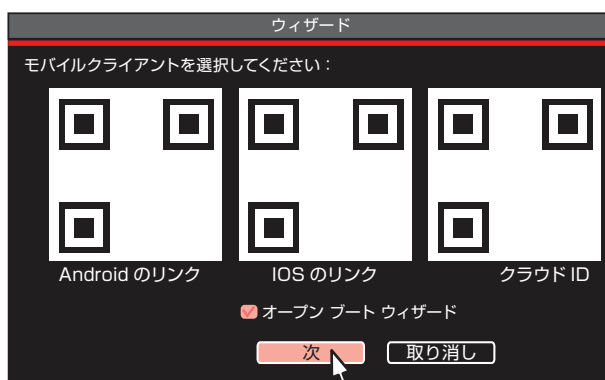 ウィザード
モバイルクライアントを選択してください：
Android のリンク
IOS のリンク
クラウド ID
オープン ブート ウィザード
次
取り消し